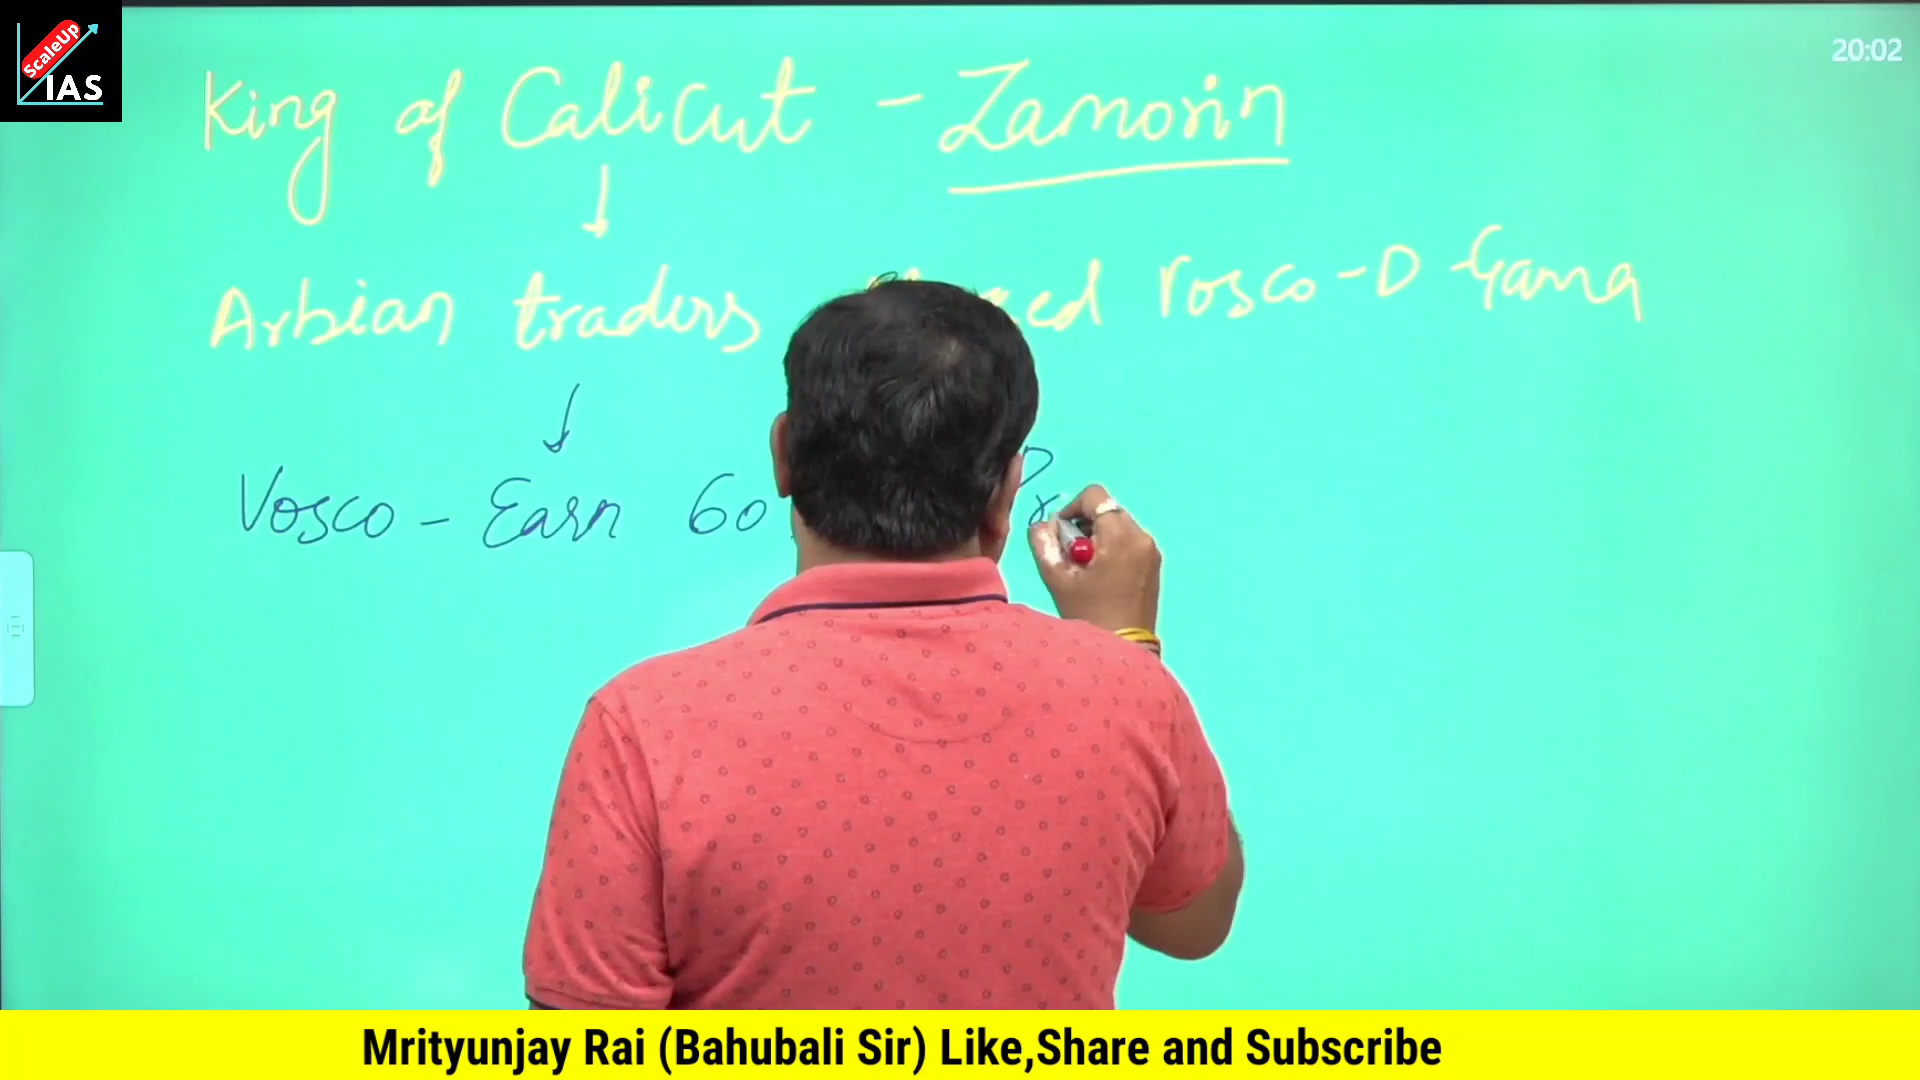 ScaleUp
IAS
20:02
King of Calicut - Zamorin
Arbian traders Vosco-D-Gama
Vosco - Earn 60
Mrityunjay Rai (Bahubali Sir) Like,Share and Subscribe